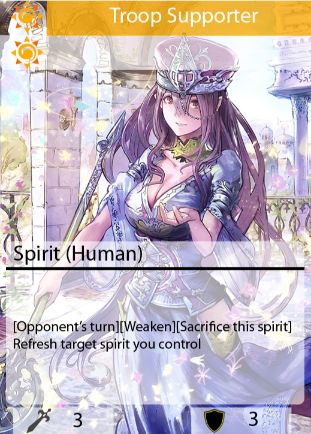 Troop Supporter
Spirit (Human)
[Opponent's turn][Weaken][Sacrifice this spirit]
Refresh target spirit you control
3
3